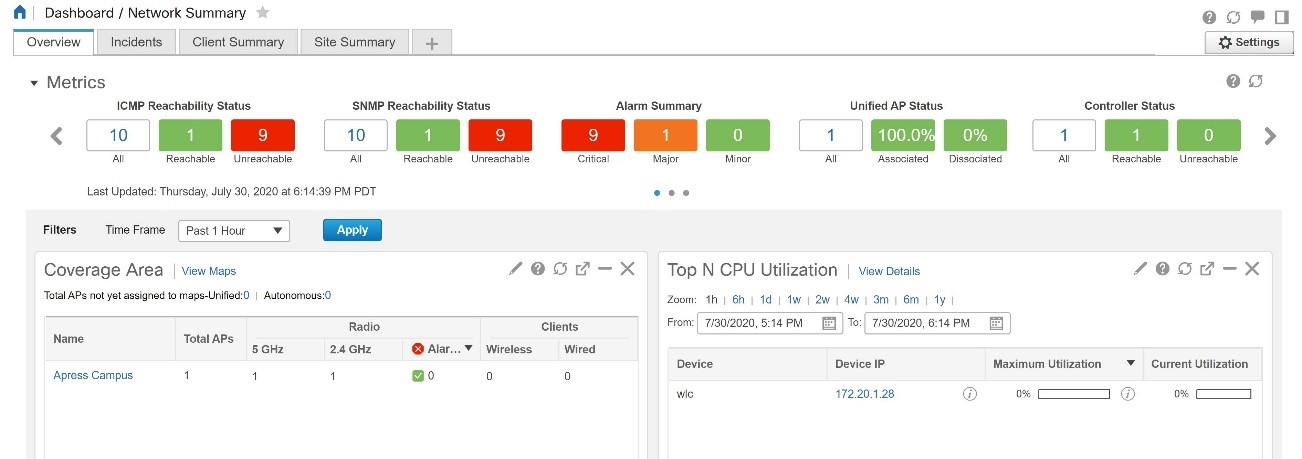 Dashboard / Network Summary
Overview Incidents Client Summary Site Summary + Settings
Metrics
ICMP Reachability Status SNMP Reachability Status Alarm Summary Unified AP Status Controller Status
10 1 9 10 1 9 9 1 0 1 100.0% 0% 1 1 0
All Reachable Unreachable All Reachable Unreachable Critical Major Minor All Associated Dissociated All Reachable Unreachable
Last Updated: Thursday, July 30, 2020 at 6:14:39 PM PDT
Filters Time Frame Past 1 Hour Apply
Coverage Area | View Maps
Total APs not yet assigned to maps-Unified:0 | Autonomous:0
Radio Clients
Name Total APs 5 GHz 2.4 GHz Alar... Wireless Wired
Apress Campus 1 1 1 0 0 0
Top N CPU Utilization | View Details
Zoom: 1h | 6h | 1d | 1w | 2w | 4w | 3m | 6m | 1y |
From: 7/30/2020, 5:14 PM To: 7/30/2020, 6:14 PM
Device Device IP Maximum Utilization Current Utilization
wlc 172.20.1.28 0% 0%